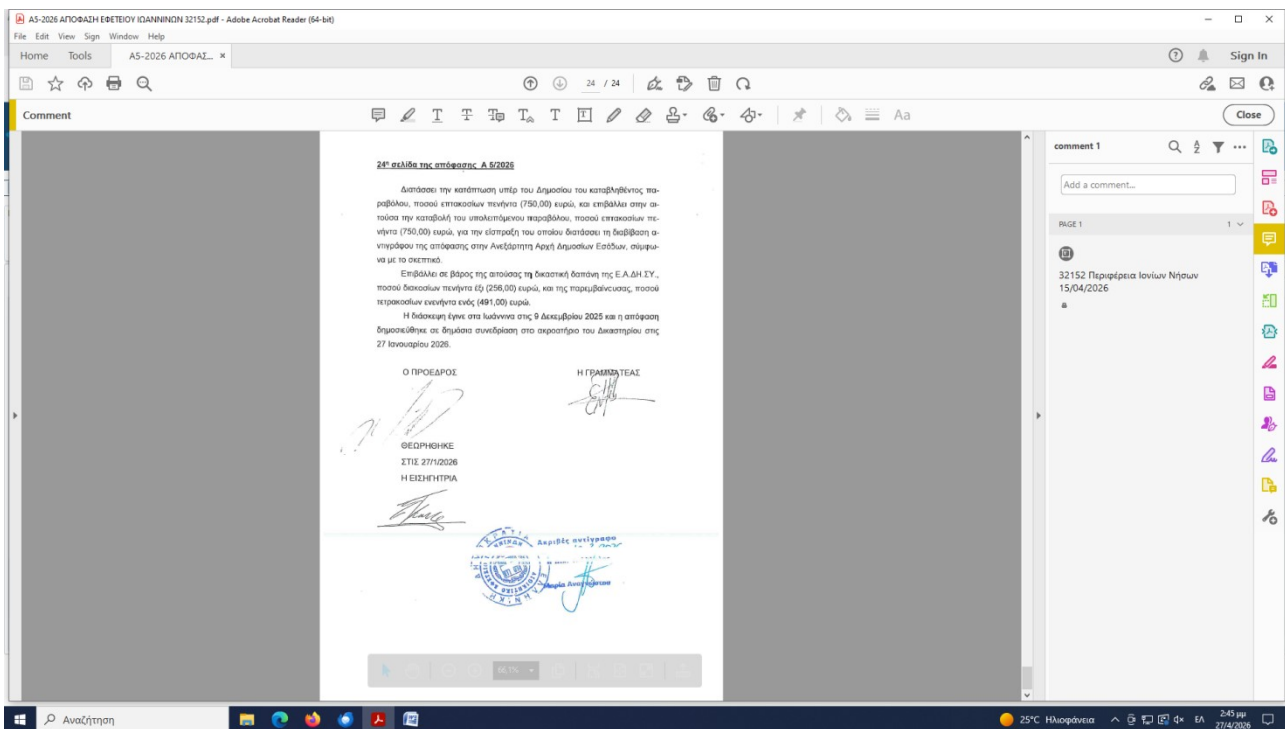 A5-2026 ΑΠΟΦΑΣΗ ΕΦΕΤΕΙΟΥ ΙΩΑΝΝΙΝΩΝ 32152.pdf - Adobe Acrobat Reader (64-bit)
File Edit View Sign Window Help
Home Tools A5-2026 ΑΠΟΦΑΣ... ×
Sign In
24 / 24
Comment
Aa
Close
24η σελίδα της απόφασης Α 5/2026
Διατάσσει την κατάπτωση υπέρ του Δημοσίου του καταβληθέντος πα-
ραβόλου, ποσού επτακοσίων πενήντα (750,00) ευρώ, και επιβάλλει στην αι-
τούσα την καταβολή του υπολειπόμενου παραβόλου, ποσού επτακοσίων πε-
νήντα (750,00) ευρώ, για την είσπραξη του οποίου διατάσσει τη διαβίβαση α-
ντιγράφου της απόφασης στην Ανεξάρτητη Αρχή Δημοσίων Εσόδων, σύμφω-
να με το σκεπτικό.
Επιβάλλει σε βάρος της αιτούσας τη δικαστική δαπάνη της Ε.Α.ΔΗ.ΣΥ.,
ποσού διακοσίων πενήντα έξι (256,00) ευρώ, και της παρεμβαίνουσας, ποσού
τετρακοσίων ενενήντα ενός (491,00) ευρώ.
Η διάσκεψη έγινε στα Ιωάννινα στις 9 Δεκεμβρίου 2025 και η απόφαση
δημοσιεύθηκε σε δημόσια συνεδρίαση στο ακροατήριο του Δικαστηρίου στις
27 Ιανουαρίου 2026.
Ο ΠΡΟΕΔΡΟΣ Η ΓΡΑΜΜΑΤΕΑΣ
ΘΕΩΡΗΘΗΚΕ
ΣΤΙΣ 27/1/2026
Η ΕΙΣΗΓΗΤΡΙΑ
Ακριβές αντίγραφο
Μαρία
66,1%
comment 1
Add a comment...
PAGE 1 1
32152 Περιφέρεια Ιονίων Νήσων
15/04/2026
Αναζήτηση
25°C Ηλιοφάνεια ΕΛ 2:45 μμ
27/4/2026